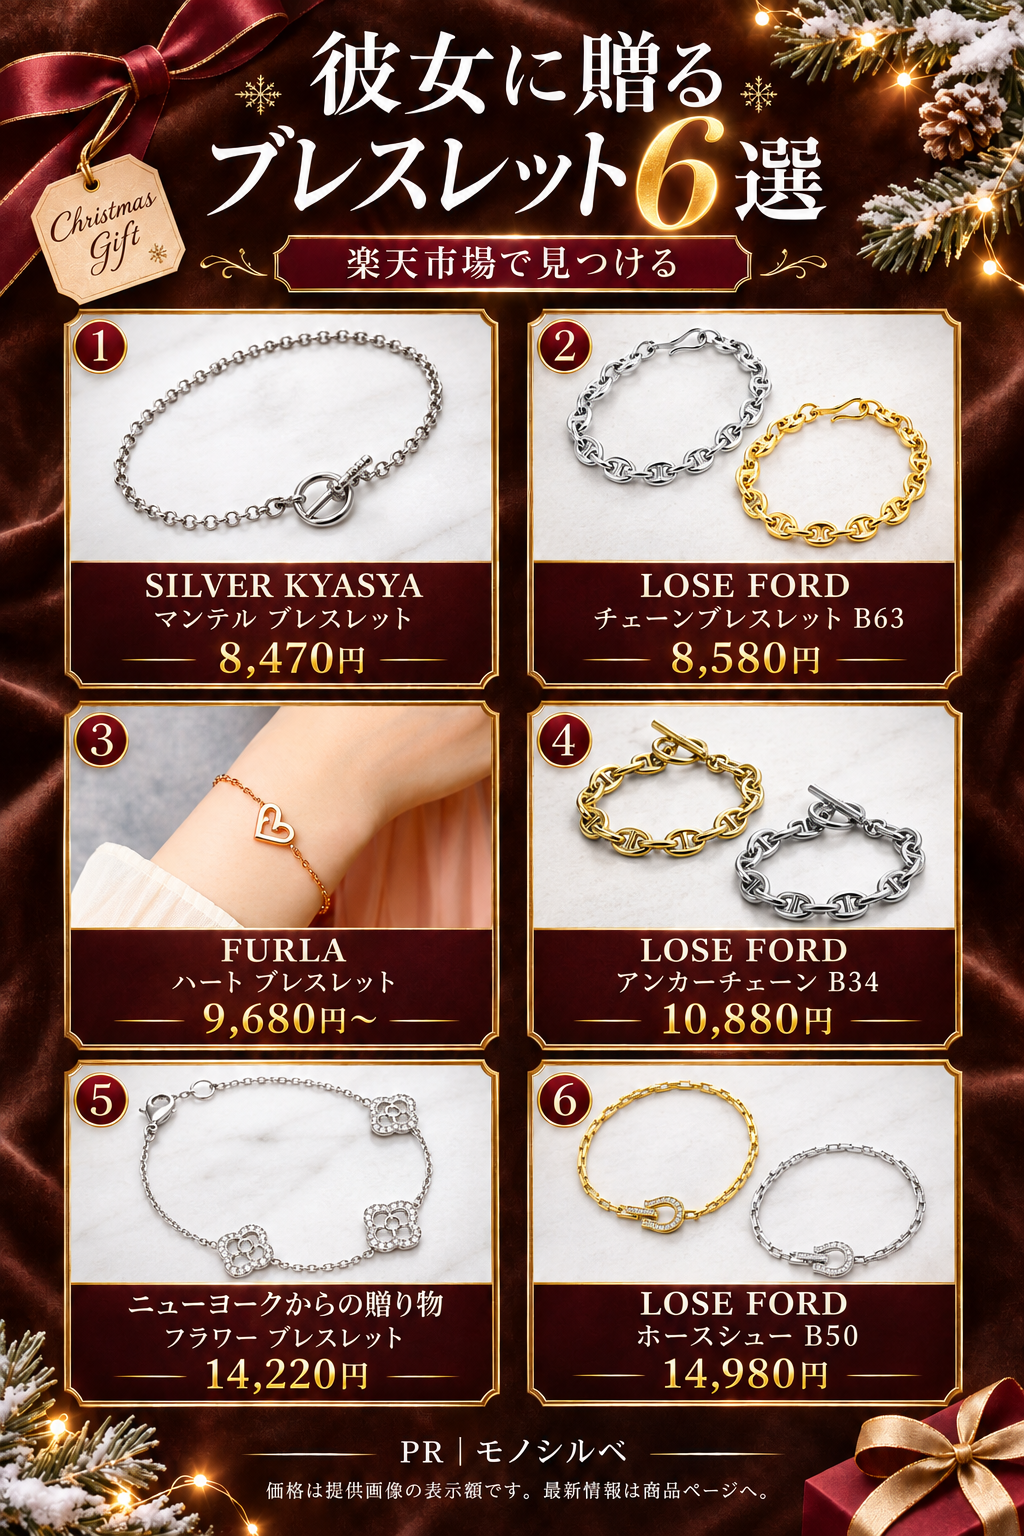 彼女に贈る
ブレスレット6選
Christmas
Gift
楽天市場で見つける
1
SILVER KYASYA
マンテル ブレスレット
8,470円
2
LOSE FORD
チェーンブレスレット B63
8,580円
3
FURLA
ハート ブレスレット
9,680円～
4
LOSE FORD
アンカーチェーン B34
10,880円
5
ニューヨークからの贈り物
フラワー ブレスレット
14,220円
6
LOSE FORD
ホースシュー B50
14,980円
PR｜モノシルベ
価格は提供画像の表示額です。最新情報は商品ページへ。